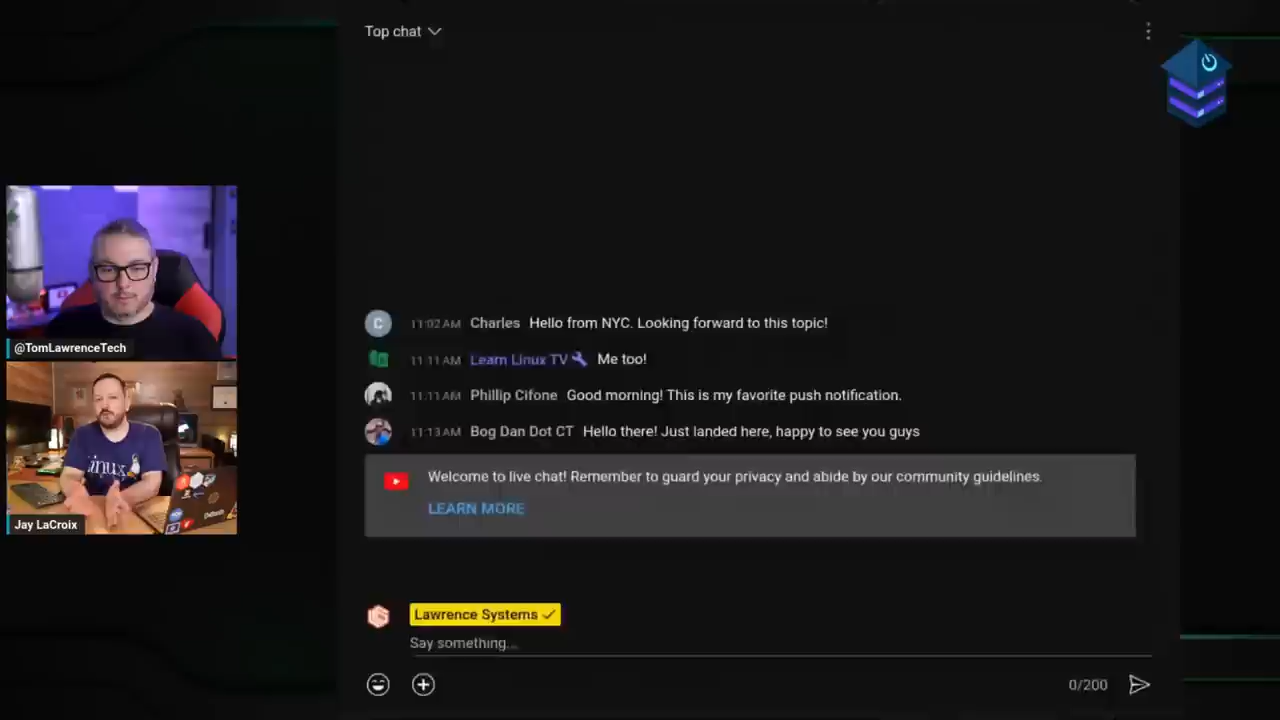 Top chat
@TomLawrenceTech
Jay LaCroix
inux
11:02 AM Charles Hello from NYC. Looking forward to this topic!
11:11 AM Learn Linux TV Me too!
11:11 AM Phillip Cifone Good morning! This is my favorite push notification.
11:13 AM Bog Dan Dot CT Hello there! Just landed here, happy to see you guys
Welcome to live chat! Remember to guard your privacy and abide by our community guidelines.
LEARN MORE
Lawrence Systems
Say something...
0/200